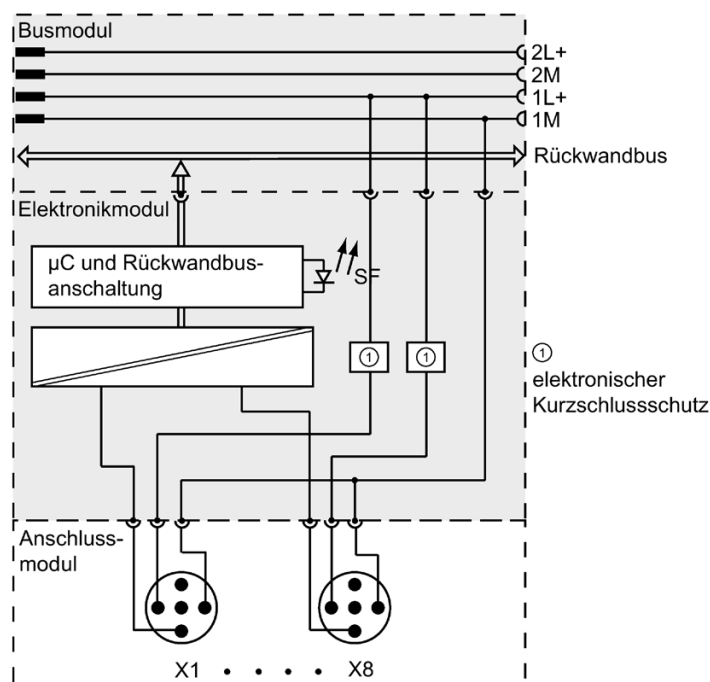 Busmodul
2L+
2M
1L+
1M
Rückwandbus
Elektronikmodul
µC und Rückwandbus-
anschaltung
SF
① ①
①
elektronischer
Kurzschlussschutz
Anschluss-
modul
X1 · · · · X8